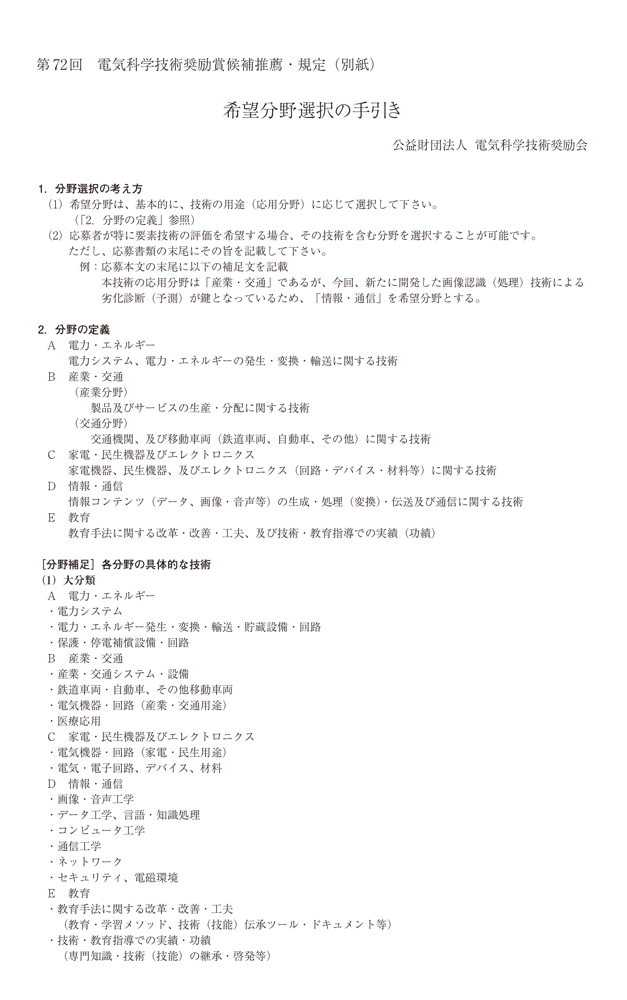 第72回　電気科学技術奨励賞候補推薦・規定（別紙）
希望分野選択の手引き
公益財団法人 電気科学技術奨励会
1．分野選択の考え方
（1）希望分野は、基本的に、技術の用途（応用分野）に応じて選択して下さい。
（「2．分野の定義」参照）
（2）応募者が特に要素技術の評価を希望する場合、その技術を含む分野を選択することが可能です。
ただし、応募書類の末尾にその旨を記載して下さい。
例：応募本文の末尾に以下の補足文を記載
本技術の応用分野は「産業・交通」であるが、今回、新たに開発した画像認識（処理）技術による
劣化診断（予測）が鍵となっているため、「情報・通信」を希望分野とする。
2．分野の定義
A　電力・エネルギー
電力システム、電力・エネルギーの発生・変換・輸送に関する技術
B　産業・交通
（産業分野）
製品及びサービスの生産・分配に関する技術
（交通分野）
交通機関、及び移動車両（鉄道車両、自動車、その他）に関する技術
C　家電・民生機器及びエレクトロニクス
家電機器、民生機器、及びエレクトロニクス（回路・デバイス・材料等）に関する技術
D　情報・通信
情報コンテンツ（データ、画像・音声等）の生成・処理（変換）・伝送及び通信に関する技術
E　教育
教育手法に関する改革・改善・工夫、及び技術・教育指導での実績（功績）
［分野補足］各分野の具体的な技術
（1）大分類
A　電力・エネルギー
・電力システム
・電力・エネルギー発生・変換・輸送・貯蔵設備・回路
・保護・停電補償設備・回路
B　産業・交通
・産業・交通システム・設備
・鉄道車両・自動車、その他移動車両
・電気機器・回路（産業・交通用途）
・医療応用
C　家電・民生機器及びエレクトロニクス
・電気機器・回路（家電・民生用途）
・電気・電子回路、デバイス、材料
D　情報・通信
・画像・音声工学
・データ工学、言語・知識処理
・コンピュータ工学
・通信工学
・ネットワーク
・セキュリティ、電磁環境
E　教育
・教育手法に関する改革・改善・工夫
（教育・学習メソッド、技術（技能）伝承ツール・ドキュメント等）
・技術・教育指導での実績・功績
（専門知識・技術（技能）の継承・啓発等）